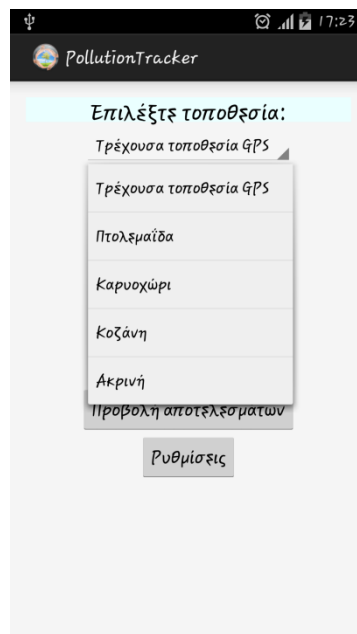 17:23
PollutionTracker
Επιλέξτε τοποθεσία:
Τρέχουσα τοποθεσία GPS
Τρέχουσα τοποθεσία GPS
Πτολεμαΐδα
Καρυοχώρι
Κοζάνη
Ακρινή
Προβολή αποτελεσμάτων
Ρυθμίσεις